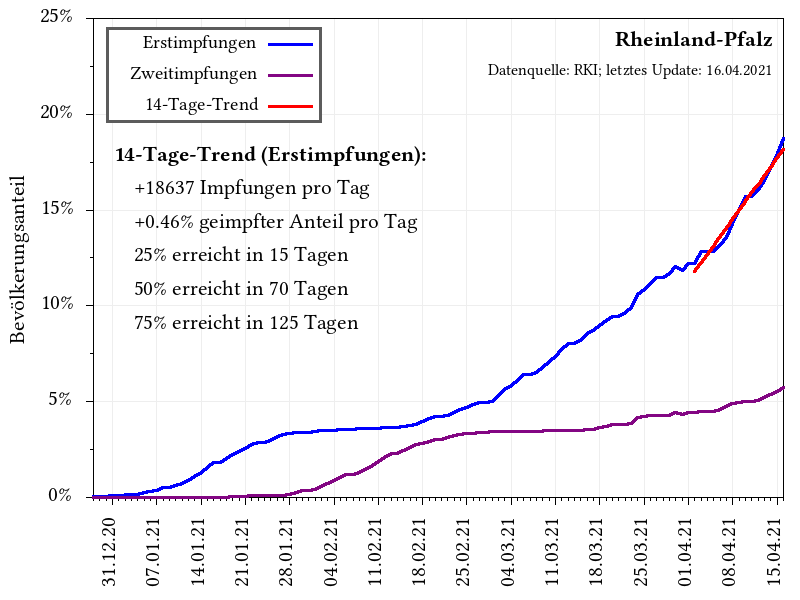 25%
20%
15%
10%
5%
0%
Bevölkerungsanteil
Erstimpfungen
Zweitimpfungen
14-Tage-Trend
Rheinland-Pfalz
Datenquelle: RKI; letztes Update: 16.04.2021
14-Tage-Trend (Erstimpfungen):
+18637 Impfungen pro Tag
+0.46% geimpfter Anteil pro Tag
25% erreicht in 15 Tagen
50% erreicht in 70 Tagen
75% erreicht in 125 Tagen
31.12.20
07.01.21
14.01.21
21.01.21
28.01.21
04.02.21
11.02.21
18.02.21
25.02.21
04.03.21
11.03.21
18.03.21
25.03.21
01.04.21
08.04.21
15.04.21